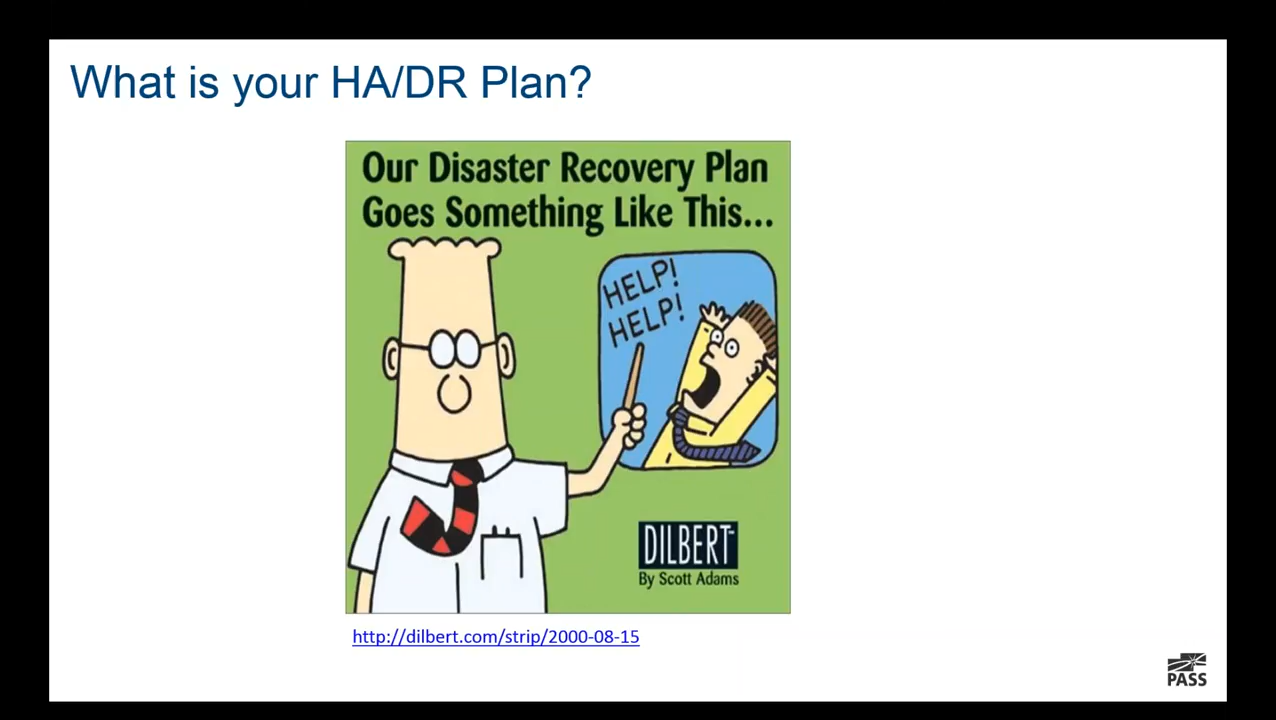 What is your HA/DR Plan?
Our Disaster Recovery Plan
Goes Something Like This...
HELP!
HELP!
DILBERT™
By Scott Adams
http://dilbert.com/strip/2000-08-15
PASS